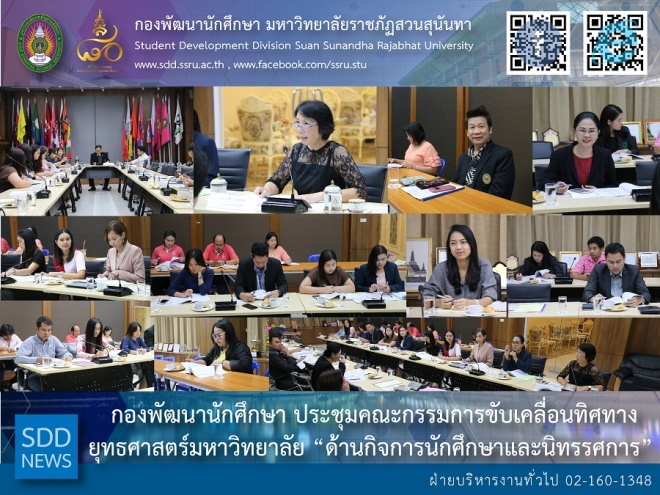 กองพัฒนานักศึกษา มหาวิทยาลัยราชภัฏสวนสุนันทา
Student Development Division Suan Sunandha Rajabhat University
www.sdd.ssru.ac.th , www.facebook.com/ssru.stu
SDD
NEWS
กองพัฒนานักศึกษา ประชุมคณะกรรมการขับเคลื่อนทิศทาง
ยุทธศาสตร์มหาวิทยาลัย “ด้านกิจการนักศึกษาและนิทรรศการ”
ฝ่ายบริหารงานทั่วไป 02-160-1348